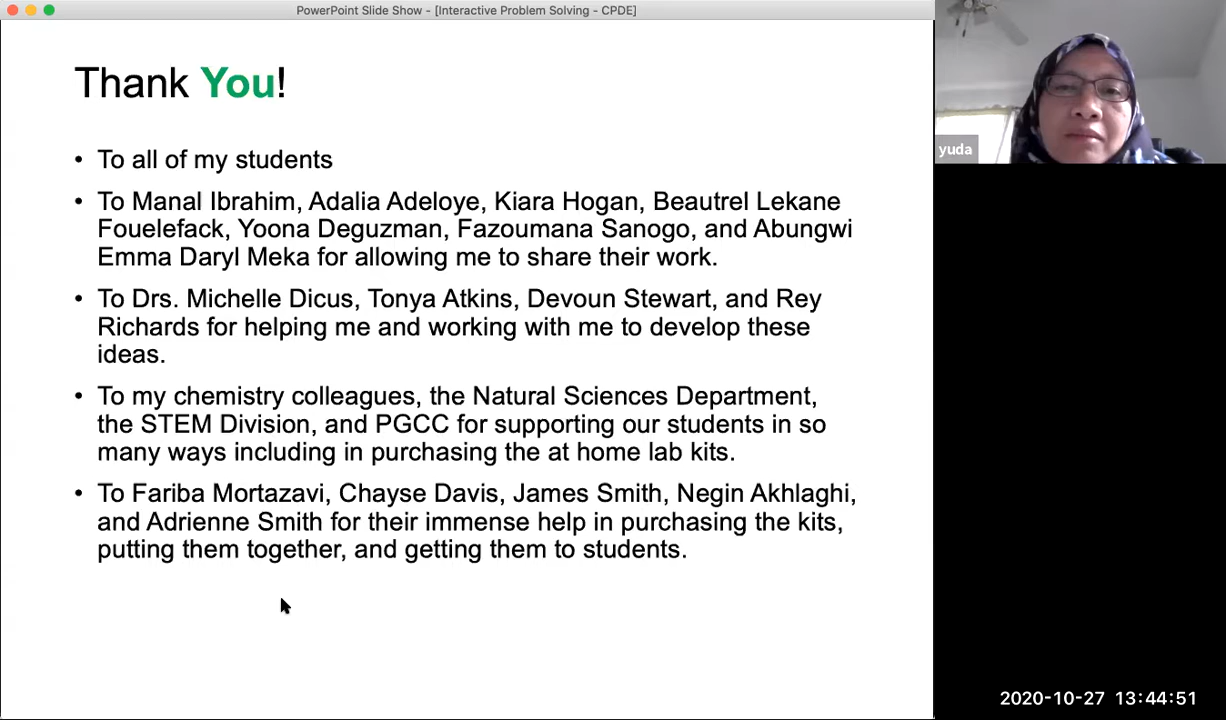 PowerPoint Slide Show - [Interactive Problem Solving - CPDE]
Thank You!
• To all of my students
• To Manal Ibrahim, Adalia Adeloye, Kiara Hogan, Beautrel Lekane
Fouelefack, Yoona Deguzman, Fazoumana Sanogo, and Abungwi
Emma Daryl Meka for allowing me to share their work.
• To Drs. Michelle Dicus, Tonya Atkins, Devoun Stewart, and Rey
Richards for helping me and working with me to develop these
ideas.
• To my chemistry colleagues, the Natural Sciences Department,
the STEM Division, and PGCC for supporting our students in so
many ways including in purchasing the at home lab kits.
• To Fariba Mortazavi, Chayse Davis, James Smith, Negin Akhlaghi,
and Adrienne Smith for their immense help in purchasing the kits,
putting them together, and getting them to students.
yuda
2020-10-27 13:44:51